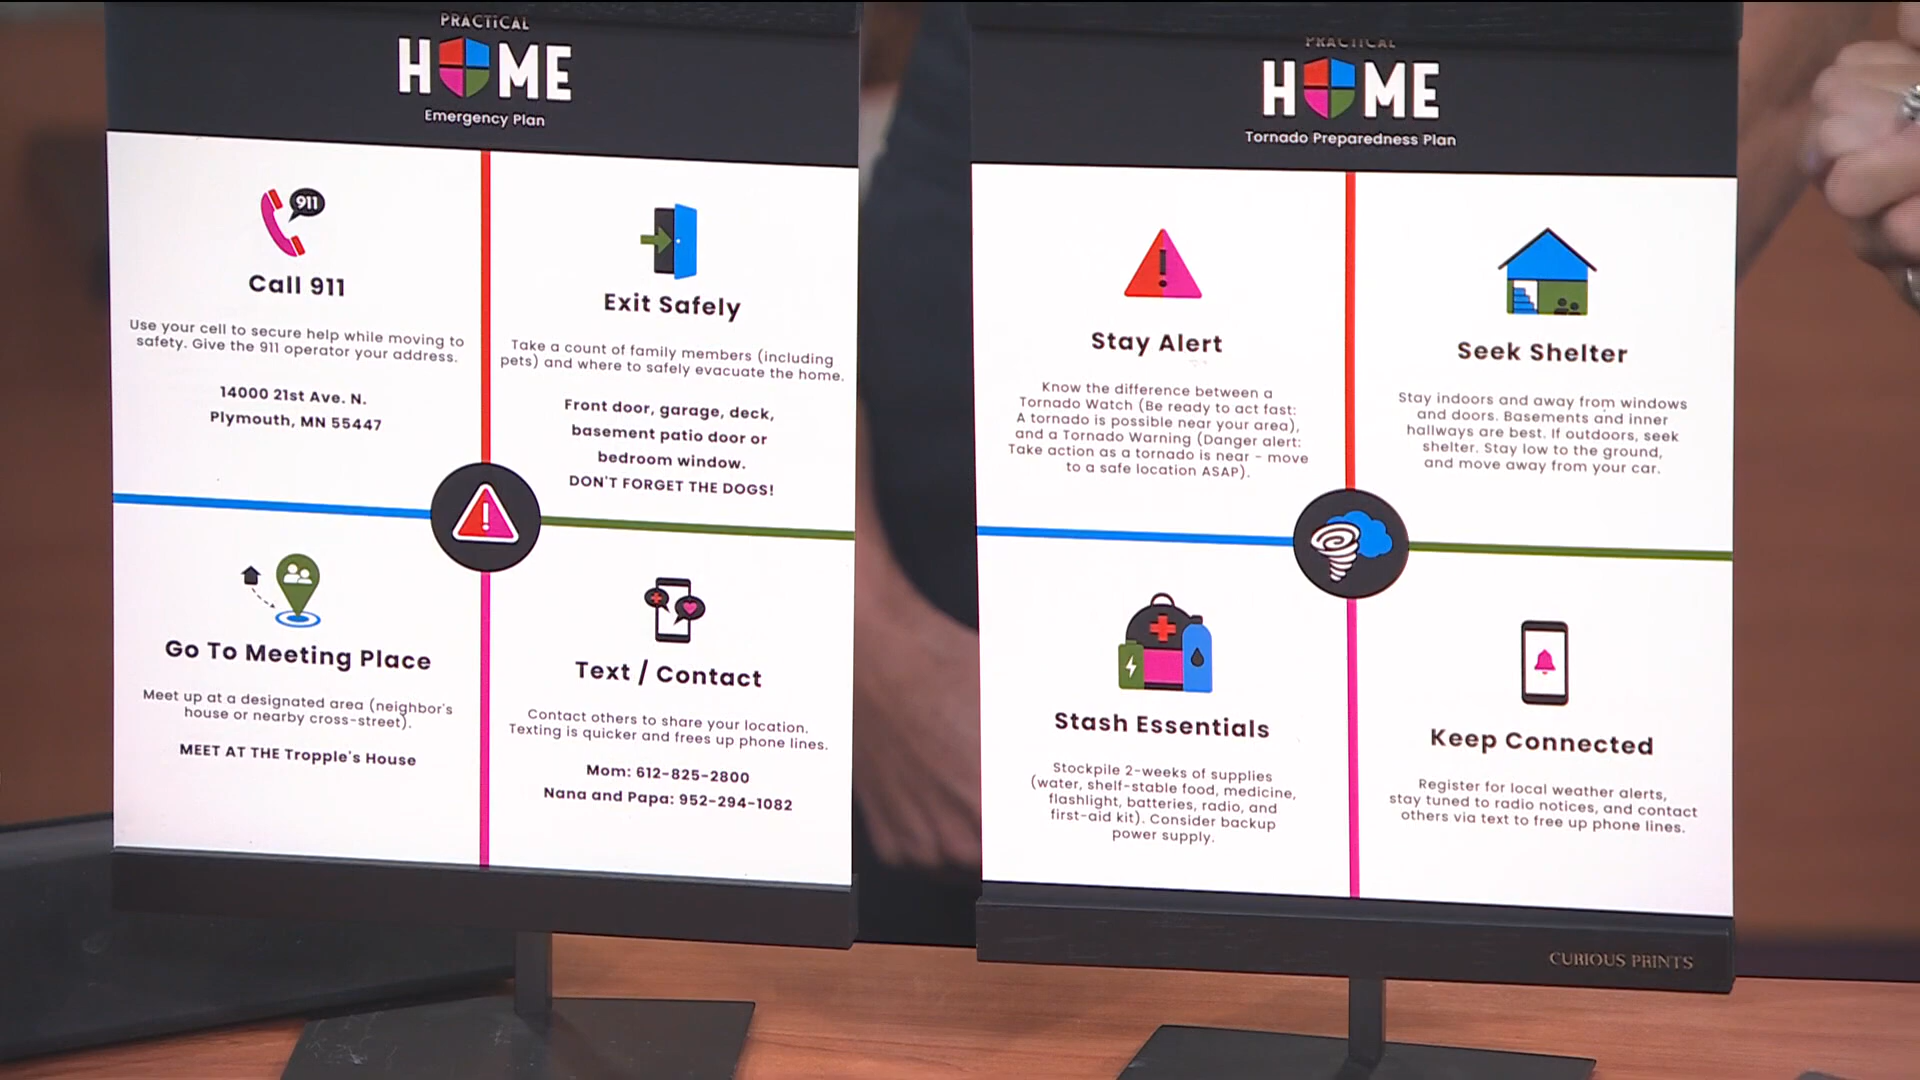 PRACTICAL
HOME
Emergency Plan
911
Call 911
Use your cell to secure help while moving to
safety. Give the 911 operator your address.
14000 21st Ave. N.
Plymouth, MN 55447
Exit Safely
Take a count of family members (including
pets) and where to safely evacuate the home.
Front door, garage, deck,
basement patio door or
bedroom window.
DON'T FORGET THE DOGS!
Go To Meeting Place
Meet up at a designated area (neighbor's
house or nearby cross-street).
MEET AT THE Tropple's House
Text / Contact
Contact others to share your location.
Texting is quicker and frees up phone lines.
Mom: 612-825-2800
Nana and Papa: 952-294-1082
PRACTICAL
HOME
Tornado Preparedness Plan
Stay Alert
Know the difference between a
Tornado Watch (Be ready to act fast:
A tornado is possible near your area),
and a Tornado Warning (Danger alert:
Take action as a tornado is near - move
to a safe location ASAP).
Seek Shelter
Stay indoors and away from windows
and doors. Basements and inner
hallways are best. If outdoors, seek
shelter. Stay low to the ground,
and move away from your car.
Stash Essentials
Stockpile 2-weeks of supplies
(water, shelf-stable food, medicine,
flashlight, batteries, radio, and
first-aid kit). Consider backup
power supply.
Keep Connected
Register for local weather alerts,
stay tuned to radio notices, and contact
others via text to free up phone lines.
CURIOUS PRINTS